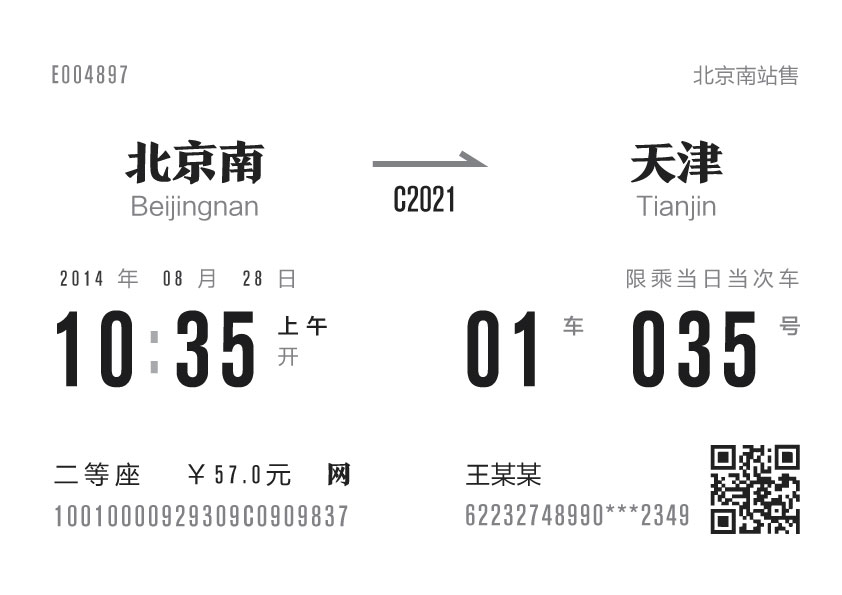 E004897 北京南站售
北京南 天津
Beijingnan C2021 Tianjin
2014 年 08 月 28 日 限乘当日当次车
10:35 上午 开 01 车 035 号
二等座 ￥57.0元 网 王某某
10010000929309C0909837 62232748990***2349